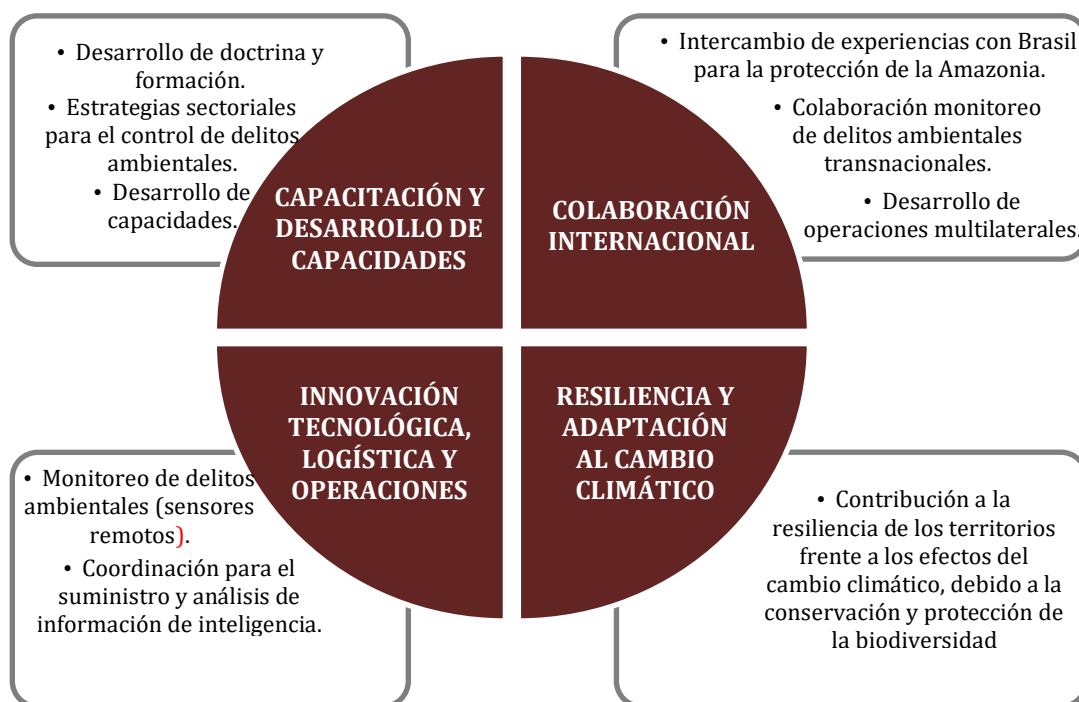 • Desarrollo de doctrina y
formación.
• Estrategias sectoriales
para el control de delitos
ambientales.
• Desarrollo de
capacidades.
CAPACITACIÓN Y
DESARROLLO DE
CAPACIDADES
• Intercambio de experiencias con Brasil
para la protección de la Amazonia.
• Colaboración monitoreo
de delitos ambientales
transnacionales.
• Desarrollo de
operaciones multilaterales.
COLABORACIÓN
INTERNACIONAL
INNOVACIÓN
TECNOLÓGICA,
LOGÍSTICA Y
OPERACIONES
• Monitoreo de delitos
ambientales (sensores
remotos).
• Coordinación para el
suministro y análisis de
información de inteligencia.
RESILIENCIA Y
ADAPTACIÓN
AL CAMBIO
CLIMÁTICO
• Contribución a la
resiliencia de los territorios
frente a los efectos del
cambio climático, debido a la
conservación y protección de
la biodiversidad